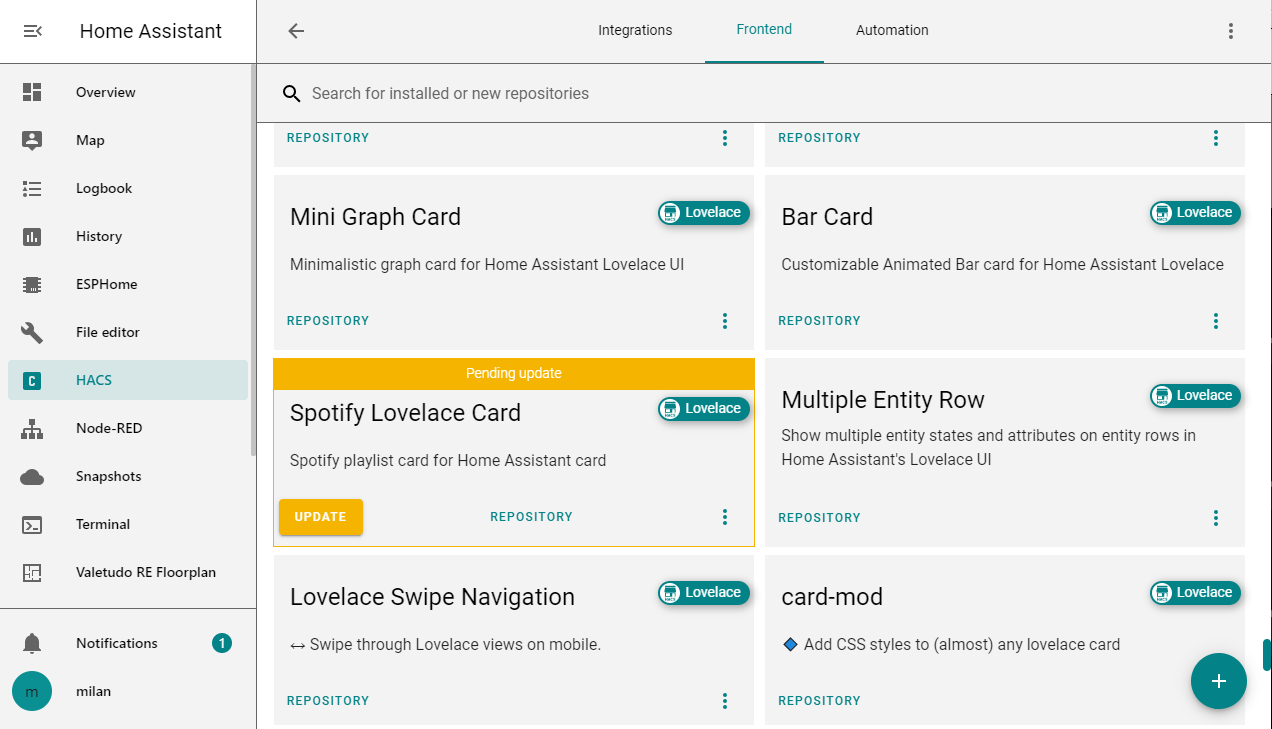 Home Assistant
Overview
Map
Logbook
History
ESPHome
File editor
HACS
Node-RED
Snapshots
Terminal
Valetudo RE Floorplan
Notifications
1
m
milan
Integrations
Frontend
Automation
Search for installed or new repositories
REPOSITORY
REPOSITORY
Mini Graph Card
Lovelace
Minimalistic graph card for Home Assistant Lovelace UI
REPOSITORY
Bar Card
Lovelace
Customizable Animated Bar card for Home Assistant Lovelace
REPOSITORY
Pending update
Spotify Lovelace Card
Lovelace
Spotify playlist card for Home Assistant card
UPDATE
REPOSITORY
Multiple Entity Row
Lovelace
Show multiple entity states and attributes on entity rows in
Home Assistant's Lovelace UI
REPOSITORY
Lovelace Swipe Navigation
Lovelace
↔ Swipe through Lovelace views on mobile.
REPOSITORY
card-mod
Lovelace
🔷 Add CSS styles to (almost) any lovelace card
REPOSITORY